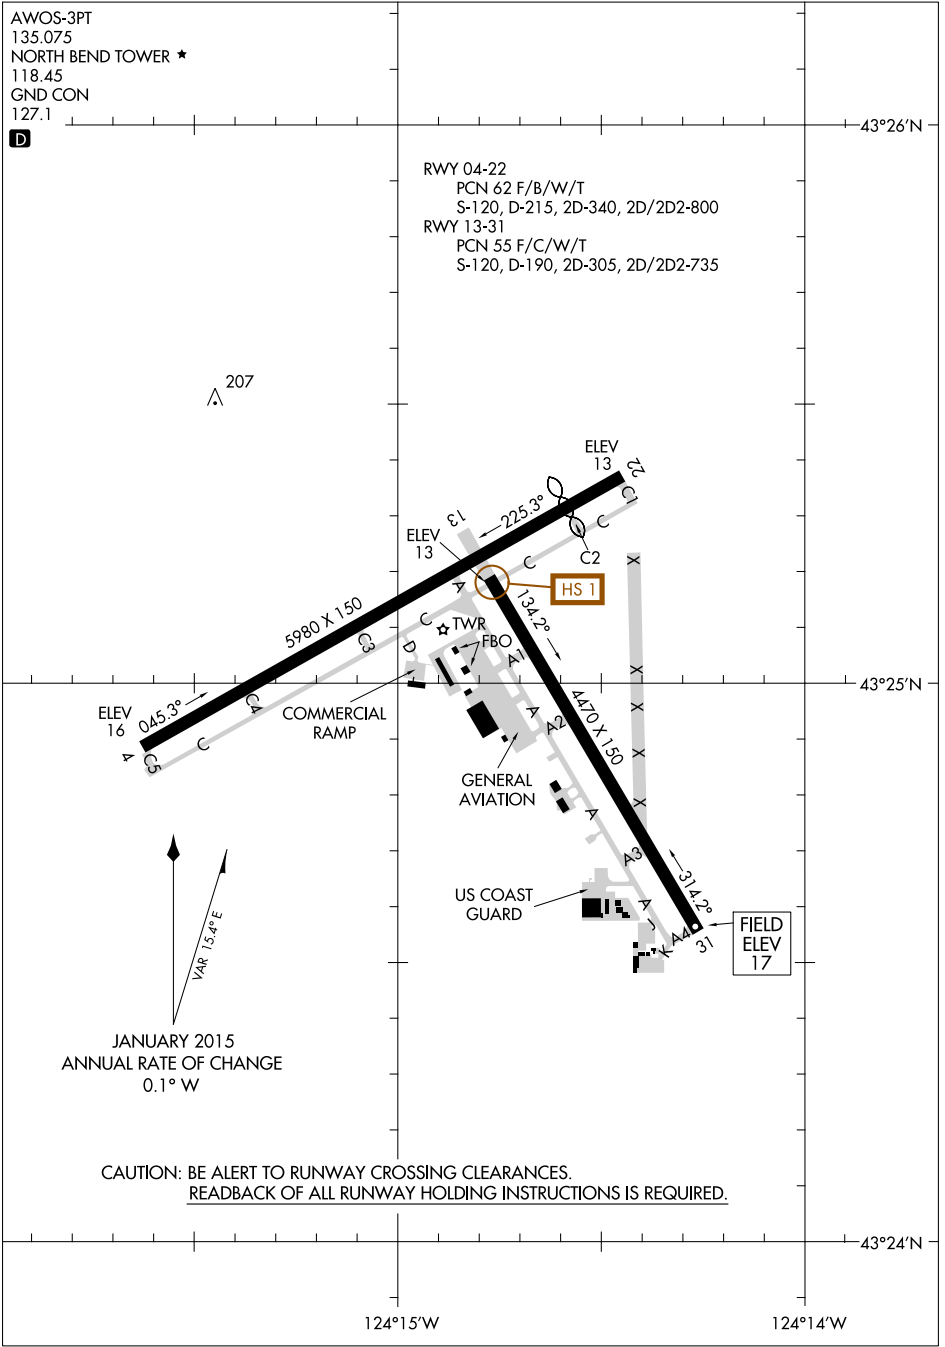 AWOS-3PT
135.075
NORTH BEND TOWER ★
118.45
GND CON
127.1
D
43°26'N
RWY 04-22
PCN 62 F/B/W/T
S-120, D-215, 2D-340, 2D/2D2-800
RWY 13-31
PCN 55 F/C/W/T
S-120, D-190, 2D-305, 2D/2D2-735
207
ELEV
13
22
C1
225.3°
C
13
ELEV
13
C2
C
X
HS 1
A
134.2°
5980 X 150
C
TWR
C3
D
FBO
A1
X
43°25'N
045.3°
C4
COMMERCIAL
RAMP
ELEV
16
4
C5
C
A
A2
4470 X 150
X
X
GENERAL
AVIATION
X
A
A3
314.2°
US COAST
GUARD
A
J
K
A4
31
FIELD
ELEV
17
VAR 15.4° E
JANUARY 2015
ANNUAL RATE OF CHANGE
0.1° W
CAUTION: BE ALERT TO RUNWAY CROSSING CLEARANCES.
READBACK OF ALL RUNWAY HOLDING INSTRUCTIONS IS REQUIRED.
43°24'N
124°15'W
124°14'W